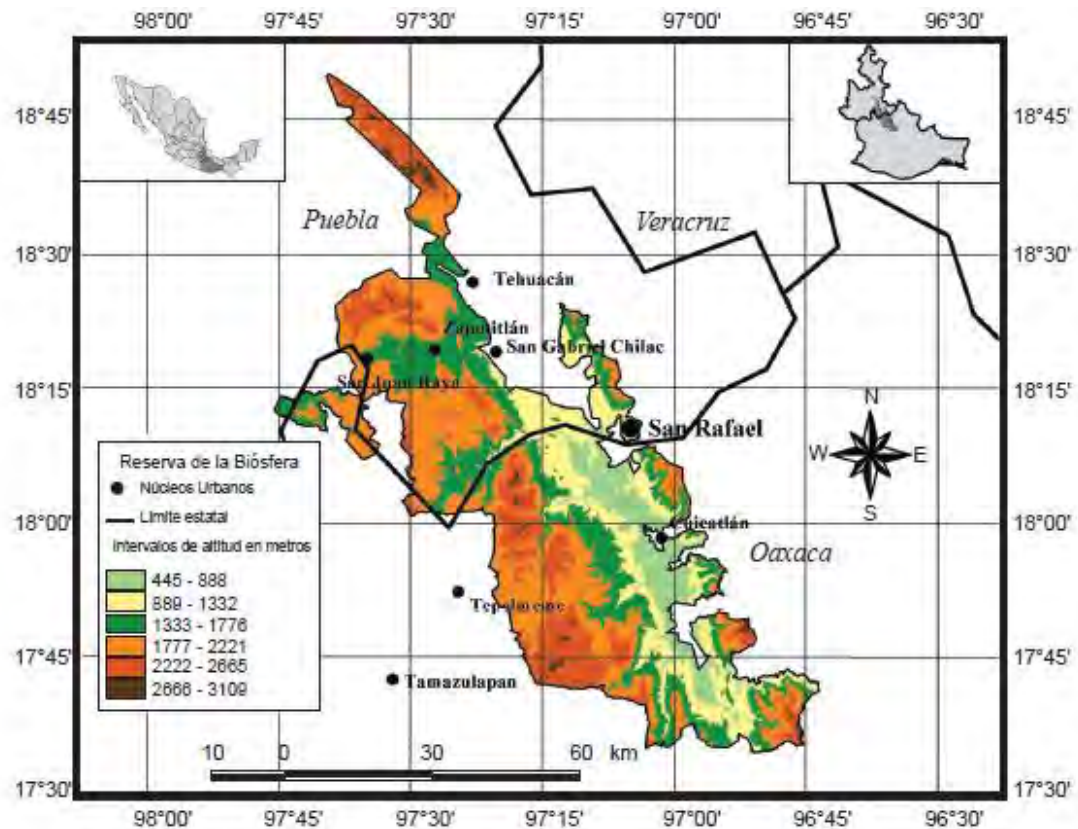 98°00' 97°45' 97°30' 97°15' 97°00' 96°45' 96°30'
18°45' 18°45'
Puebla Veracruz
18°30' 18°30'
Tehuacán
Zapotitlán
San Gabriel Chilac
San Juan Raya
18°15' 18°15'
San Rafael
N
W E
S
Reserva de la Biósfera
Núcleos Urbanos
Límite estatal
Intervalos de altitud en metros
445 - 888
889 - 1332
1333 - 1776
1777 - 2221
2222 - 2665
2666 - 3109
18°00' 18°00'
Cuicatlán
Oaxaca
Tepelmeme
17°45' 17°45'
Tamazulapan
10 0 30 60 km
17°30' 17°30'
98°00' 97°45' 97°30' 97°15' 97°00' 96°45' 96°30'